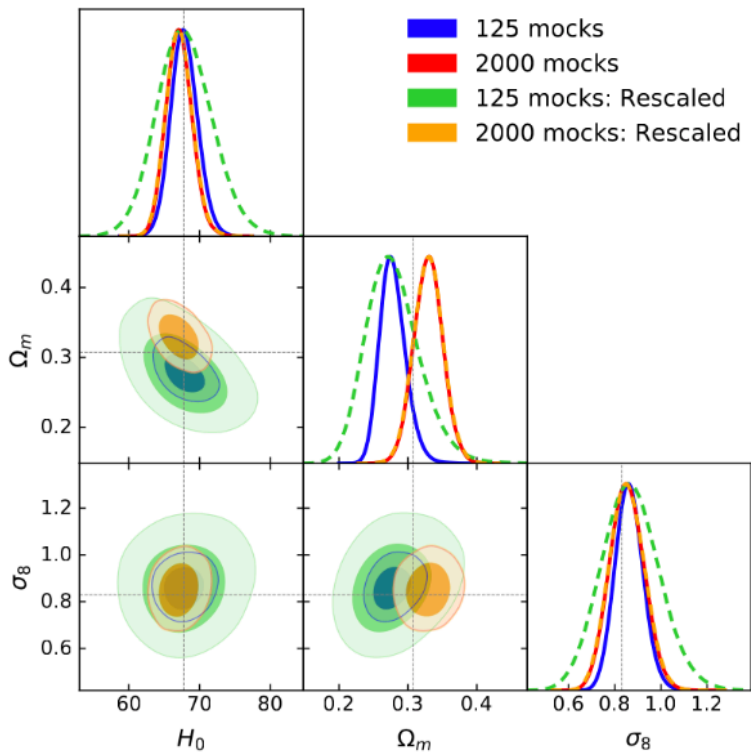 125 mocks
2000 mocks
125 mocks: Rescaled
2000 mocks: Rescaled
0.4
Ωm
0.3
0.2
1.2
1.0
σ8
0.8
0.6
60 70 80
0.2 0.3 0.4
0.6 0.8 1.0 1.2
H0
Ωm
σ8